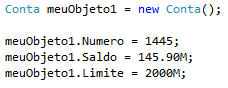 Conta meuObjeto1 = new Conta();
meuObjeto1.Numero = 1445;
meuObjeto1.Saldo = 145.90M;
meuObjeto1.Limite = 2000M;